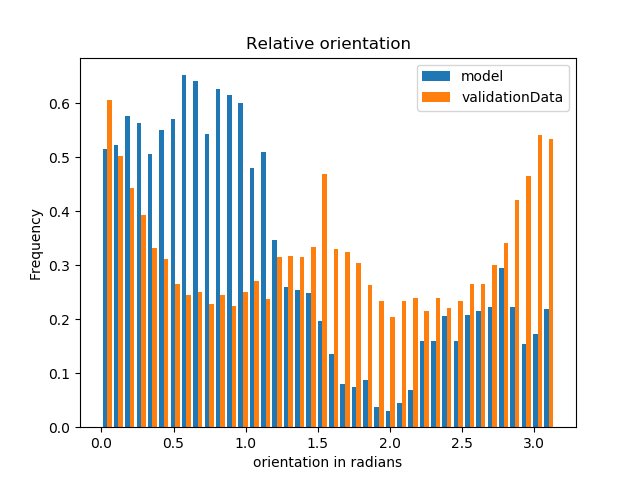 Relative orientation
model
validationData
Frequency
0.6
0.5
0.4
0.3
0.2
0.1
0.0
0.0 0.5 1.0 1.5 2.0 2.5 3.0
orientation in radians